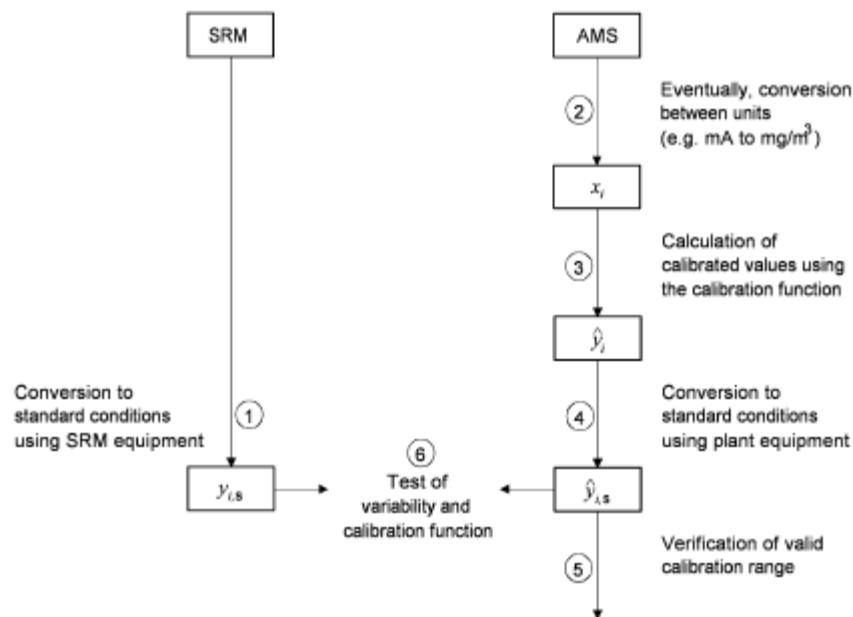 SRM
AMS
②
Eventually, conversion
between units
(e.g. mA to mg/m³)
xᵢ
③
Calculation of
calibrated values using
the calibration function
ŷᵢ
Conversion to
standard conditions
using SRM equipment
①
④
Conversion to
standard conditions
using plant equipment
⑥
Test of
variability and
calibration function
yᵢ,s
ŷᵢ,s
⑤
Verification of valid
calibration range